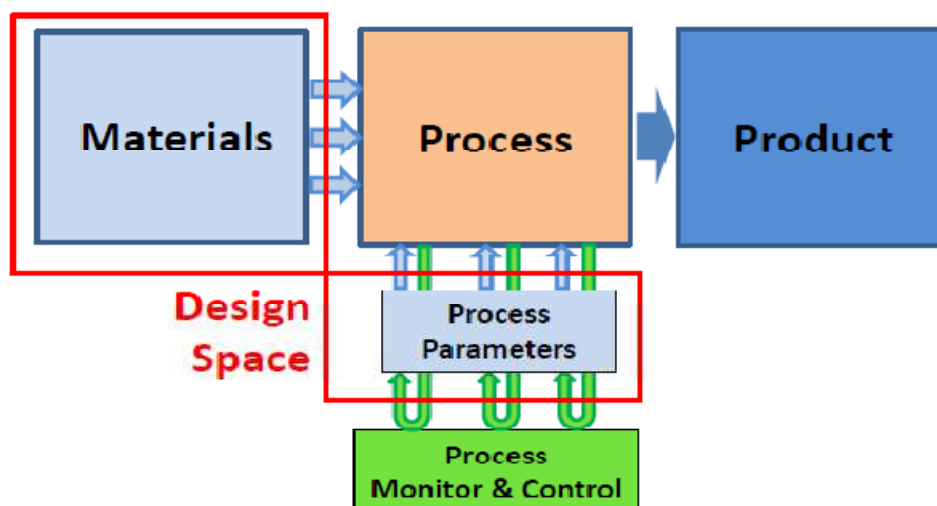 Materials
Process
Product
Design
Space
Process
Parameters
Process
Monitor & Control